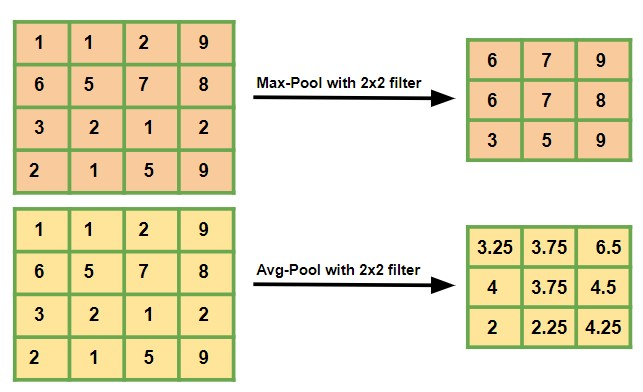 1 1 2 9
6 5 7 8
3 2 1 2
2 1 5 9
Max-Pool with 2x2 filter
6 7 9
6 7 8
3 5 9
1 1 2 9
6 5 7 8
3 2 1 2
2 1 5 9
Avg-Pool with 2x2 filter
3.25 3.75 6.5
4 3.75 4.5
2 2.25 4.25